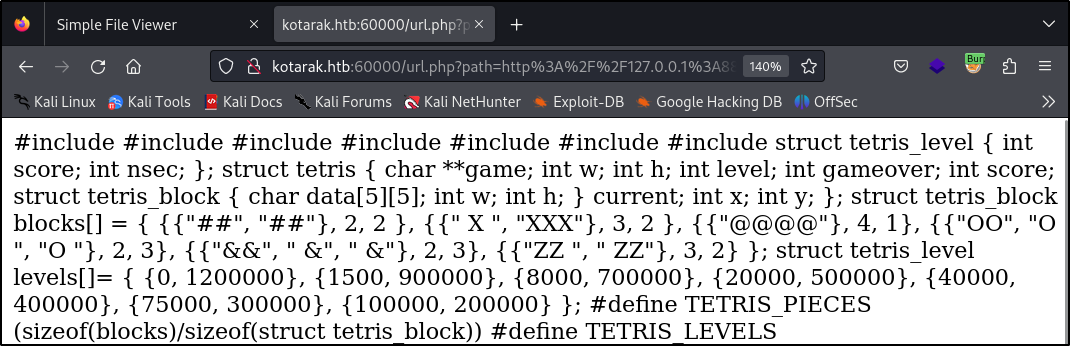 Simple File Viewer
kotarak.htb:60000/url.php?p
kotarak.htb:60000/url.php?path=http%3A%2F%2F127.0.0.1%3A88
140%
Burr
Kali Linux
Kali Tools
Kali Docs
Kali Forums
Kali NetHunter
Exploit-DB
Google Hacking DB
OffSec
#include #include #include #include #include #include #include struct tetris_level { int
score; int nsec; }; struct tetris { char **game; int w; int h; int level; int gameover; int score;
struct tetris_block { char data[5][5]; int w; int h; } current; int x; int y; }; struct tetris_block
blocks[] = { {{"##", "##"}, 2, 2 }, {{" X ", "XXX"}, 3, 2 }, {{"@@@@"}, 4, 1}, {{"OO", "O
", "O "}, 2, 3}, {{"&&", " &", " &"}, 2, 3}, {{"ZZ ", " ZZ"}, 3, 2} }; struct tetris_level
levels[]= { {0, 1200000}, {1500, 900000}, {8000, 700000}, {20000, 500000}, {40000,
400000}, {75000, 300000}, {100000, 200000} }; #define TETRIS_PIECES
(sizeof(blocks)/sizeof(struct tetris_block)) #define TETRIS_LEVELS